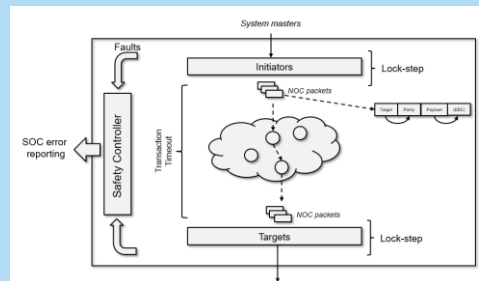 System masters
Faults
Initiators
Lock-step
NOC packets
Target
Parity
Payload
(EEC)
SOC error
reporting
Safety Controller
Transaction
Timeout
NOC packets
Targets
Lock-step